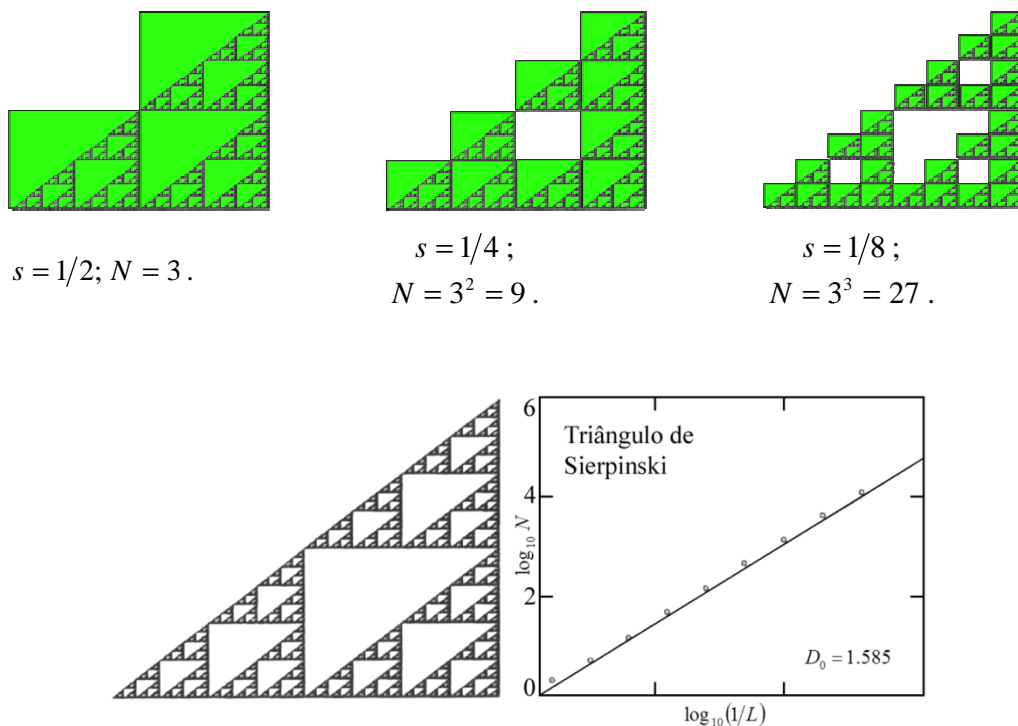 s = 1/2; N = 3 .
s = 1/4 ;
N = 3² = 9 .
s = 1/8 ;
N = 3³ = 27 .
6
4
2
0
log₁₀ N
Triângulo de
Sierpinski
D₀ = 1.585
log₁₀(1/L)